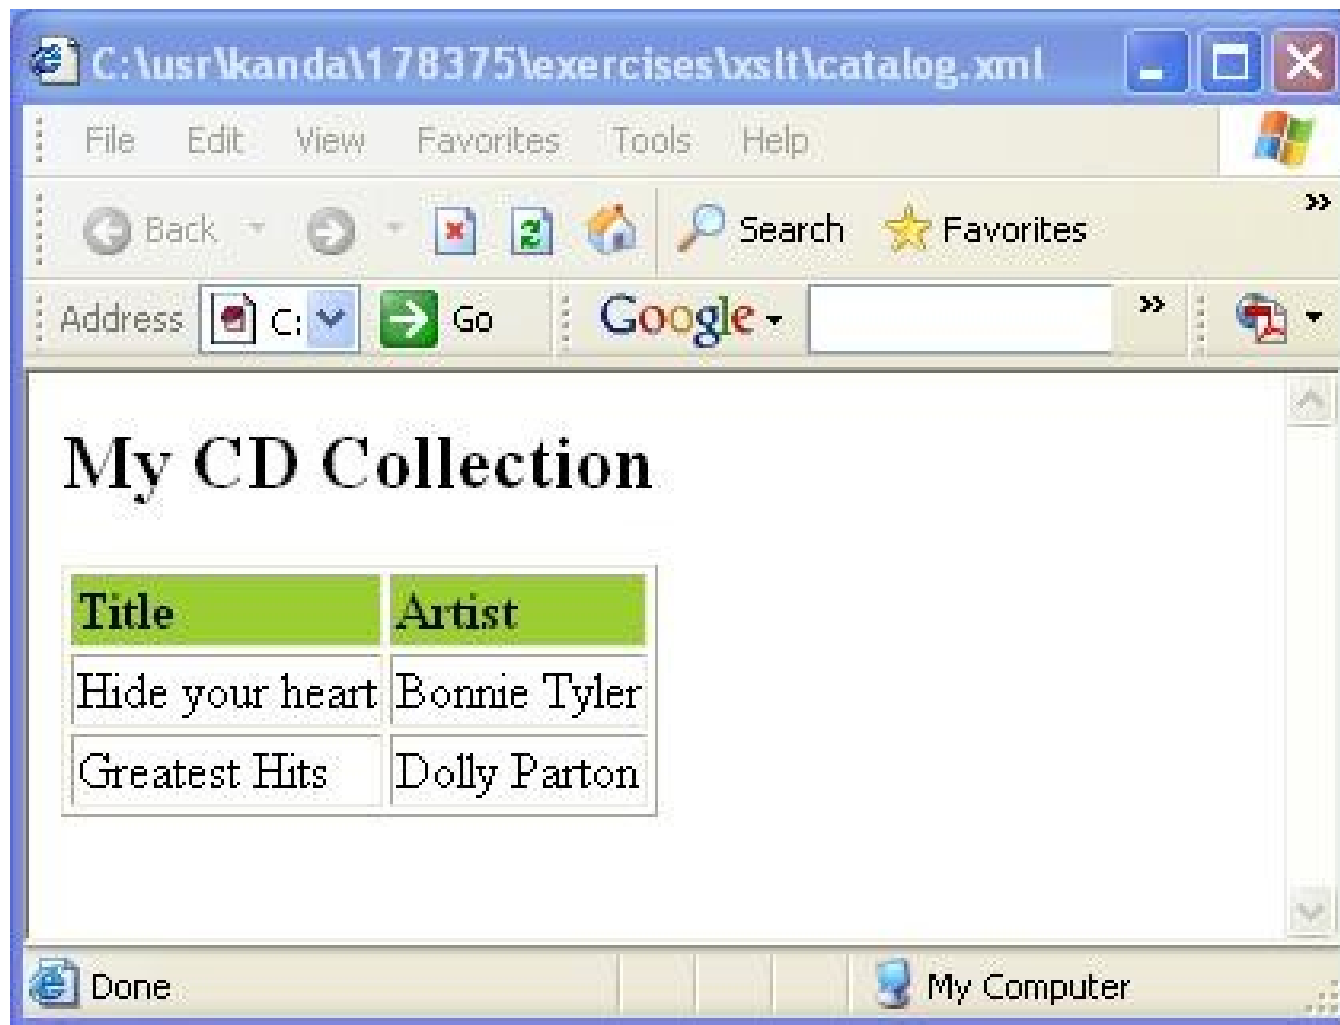 C:\usr\kanda\178375\exercises\xslt\catalog.xml
File Edit View Favorites Tools Help
Back Search Favorites »
Address C: Go Google »
My CD Collection
Title Artist
Hide your heart Bonnie Tyler
Greatest Hits Dolly Parton
Done My Computer